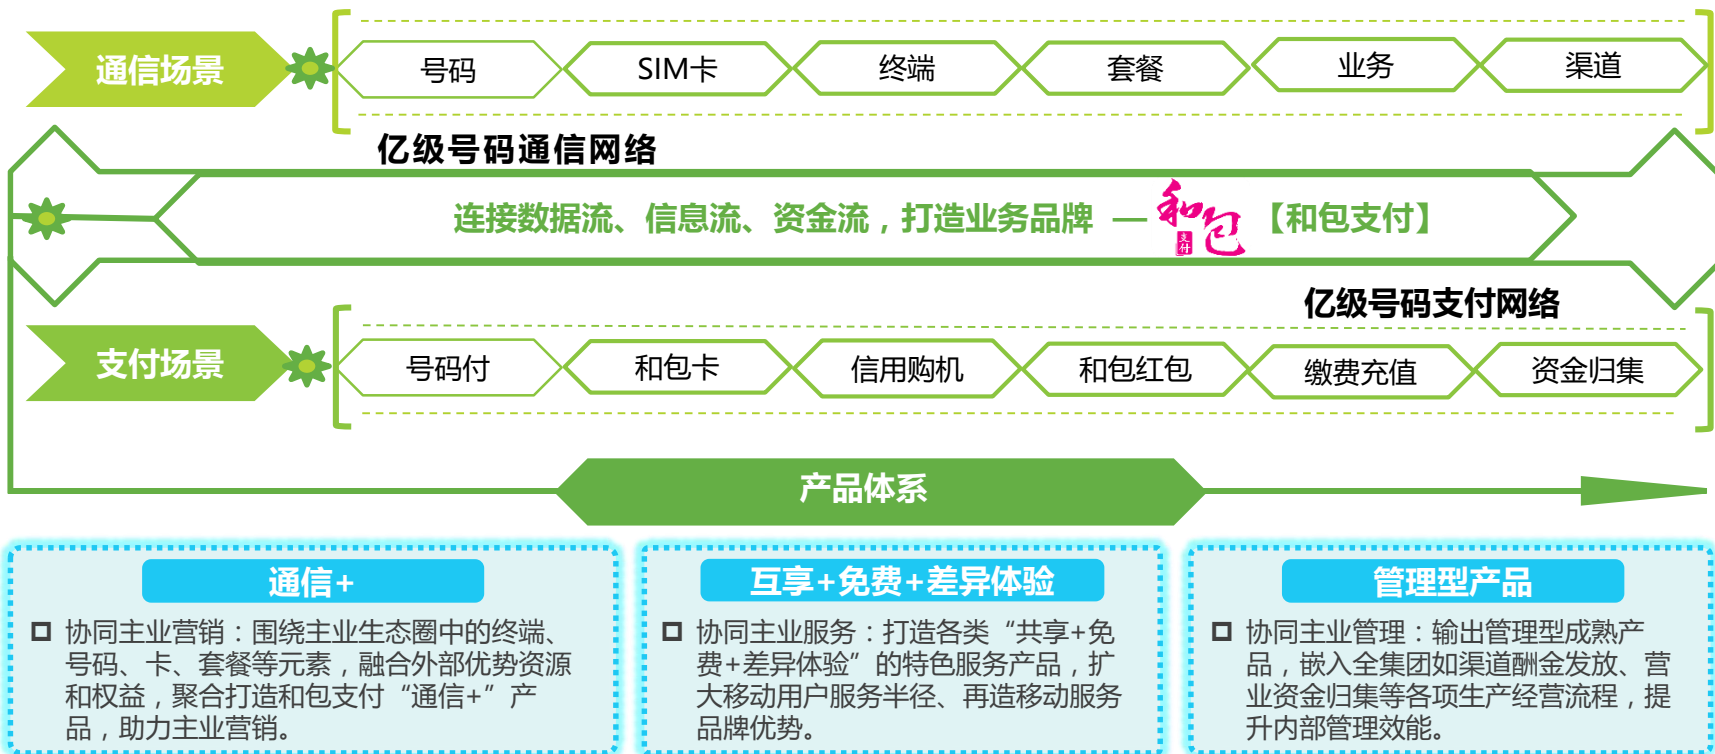 通信场景
号码
SIM卡
终端
套餐
业务
渠道
亿级号码通信网络
连接数据流、信息流、资金流，打造业务品牌 — 和包 支付 【和包支付】
亿级号码支付网络
支付场景
号码付
和包卡
信用购机
和包红包
缴费充值
资金归集
产品体系
通信+
协同主业营销：围绕主业生态圈中的终端、
号码、卡、套餐等元素，融合外部优势资源
和权益，聚合打造和包支付“通信+”产
品，助力主业营销。
互享+免费+差异体验
协同主业服务：打造各类“共享+免
费+差异体验”的特色服务产品，扩
大移动用户服务半径、再造移动服务
品牌优势。
管理型产品
协同主业管理：输出管理型成熟产
品，嵌入全集团如渠道酬金发放、营
业资金归集等各项生产经营流程，提
升内部管理效能。